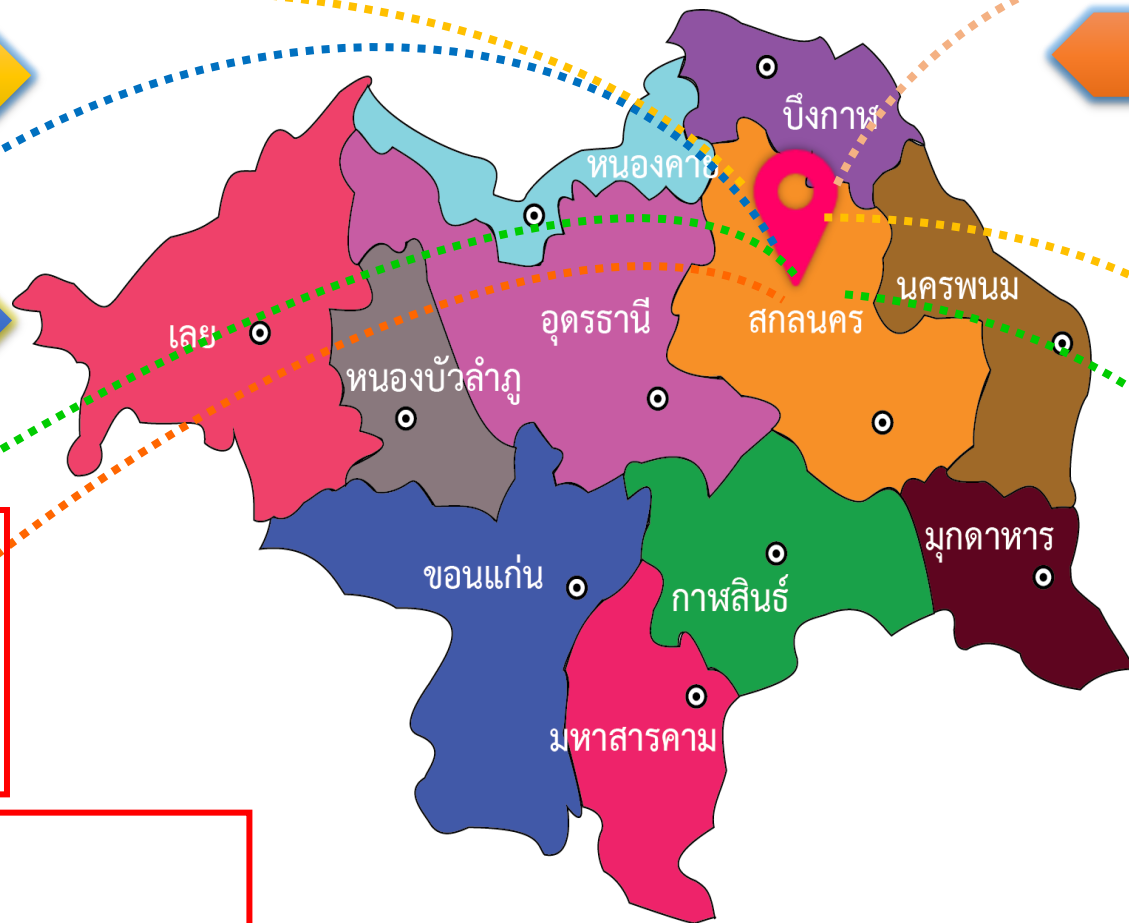 บึงกาฬ
หนองคาย
นครพนม
เลย
อุดรธานี
สกลนคร
หนองบัวลำภู
มุกดาหาร
ขอนแก่น
กาฬสินธ์
มหาสารคาม